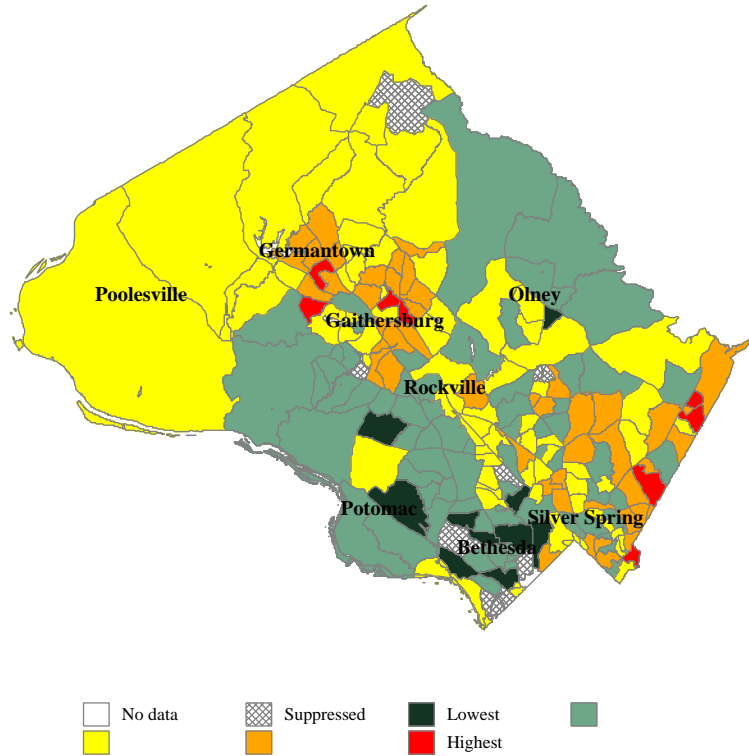 Germantown
Poolesville
Olney
Gaithersburg
Rockville
Potomac
Silver Spring
Bethesda
No data
Suppressed
Lowest
Highest